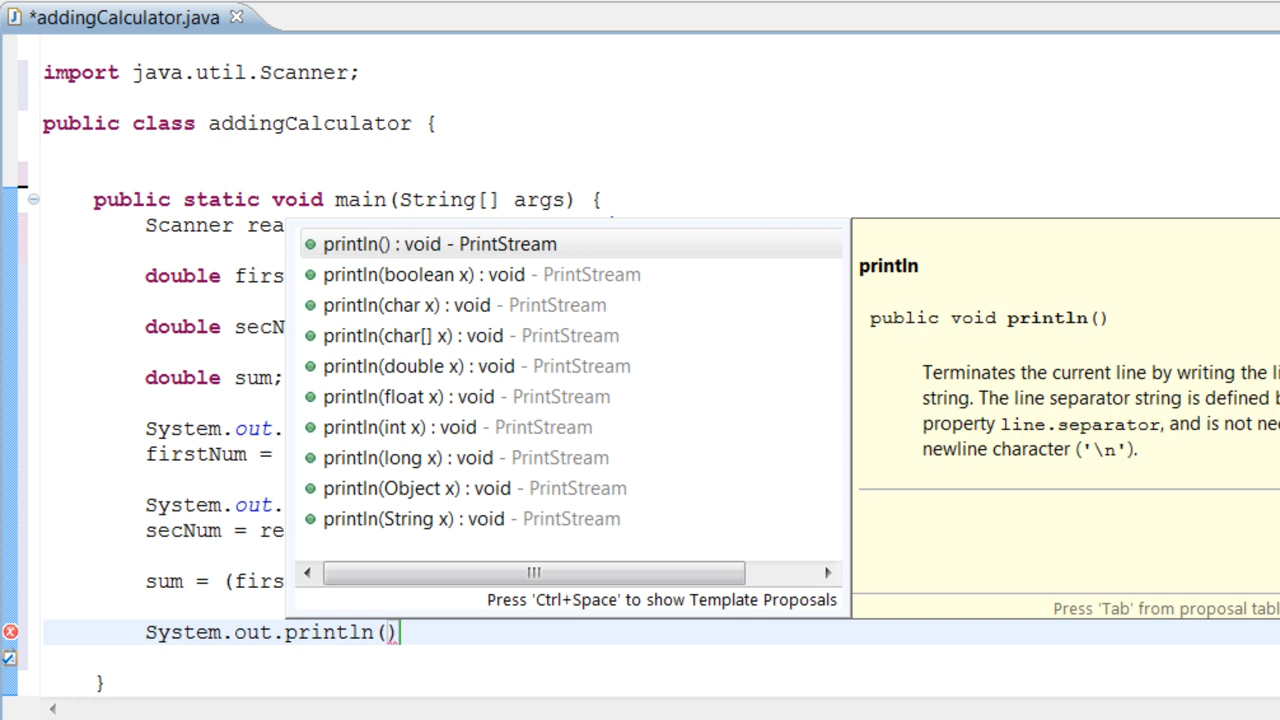 *addingCalculator.java
import java.util.Scanner;
public class addingCalculator {
public static void main(String[] args) {
Scanner rea
double firs
double secN
double sum;
System.out.
firstNum =
System.out.
secNum = re
sum = (firs
System.out.println()
}
println() : void - PrintStream
println(boolean x) : void - PrintStream
println(char x) : void - PrintStream
println(char[] x) : void - PrintStream
println(double x) : void - PrintStream
println(float x) : void - PrintStream
println(int x) : void - PrintStream
println(long x) : void - PrintStream
println(Object x) : void - PrintStream
println(String x) : void - PrintStream
Press 'Ctrl+Space' to show Template Proposals
println
public void println()
Terminates the current line by writing the li
string. The line separator string is defined b
property line.separator, and is not nec
newline character ('\n').
Press 'Tab' from proposal tabl